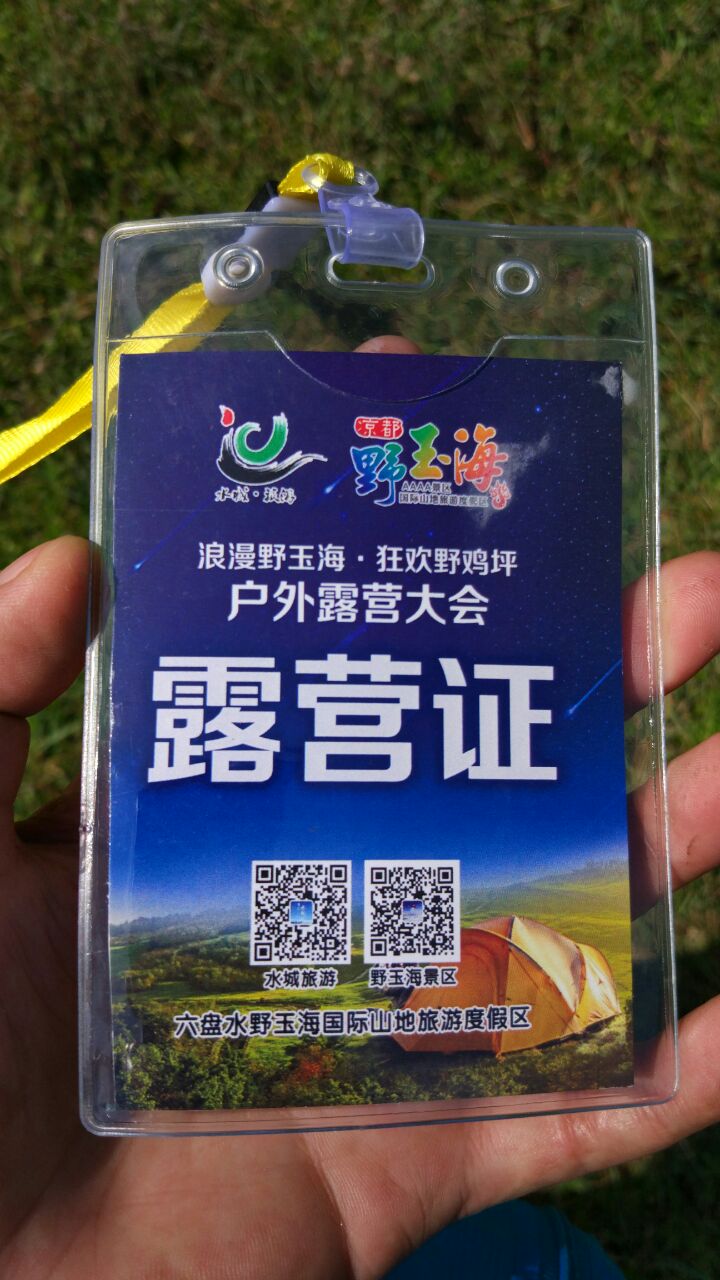 水城·旅游
凉都
野玉海
AAAA景区
国际山地旅游度假区
浪漫野玉海·狂欢野鸡坪
户外露营大会
露营证
水城旅游
野玉海景区
六盘水野玉海国际山地旅游度假区